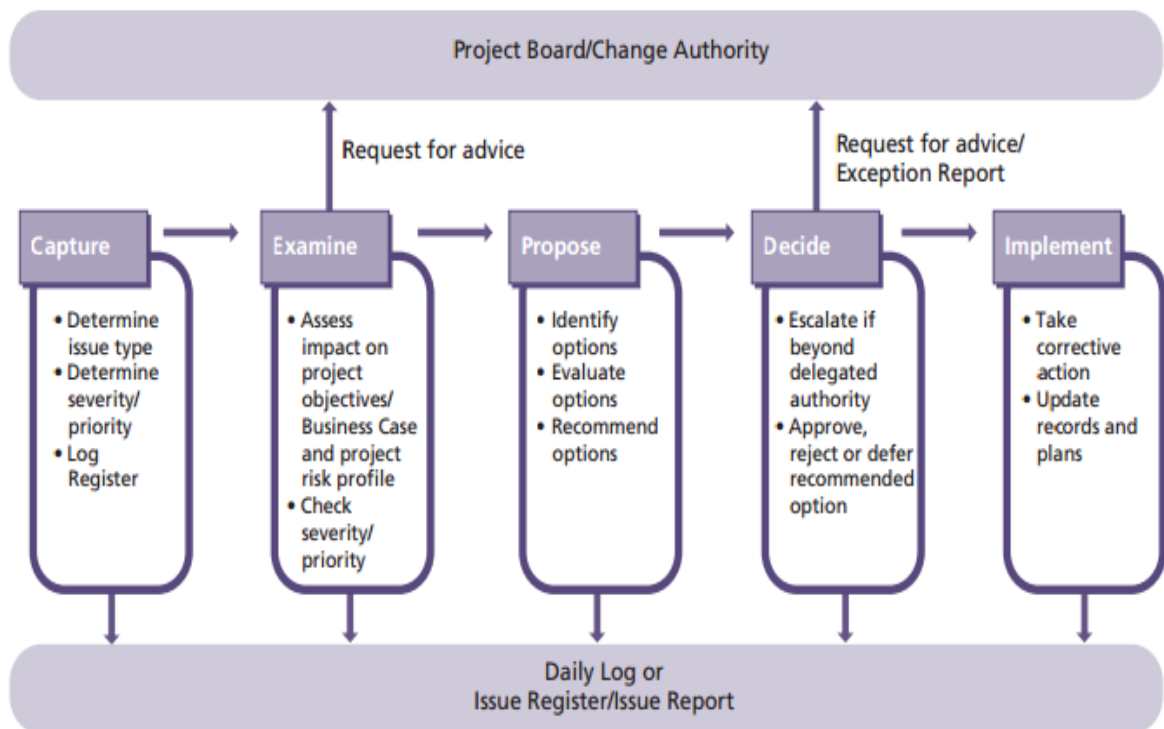 Project Board/Change Authority
Request for advice
Request for advice/
Exception Report
Capture
Examine
Propose
Decide
Implement
• Determine
issue type
• Determine
severity/
priority
• Log
Register
• Assess
impact on
project
objectives/
Business Case
and project
risk profile
• Check
severity/
priority
• Identify
options
• Evaluate
options
• Recommend
options
• Escalate if
beyond
delegated
authority
• Approve,
reject or defer
recommended
option
• Take
corrective
action
• Update
records and
plans
Daily Log or
Issue Register/Issue Report